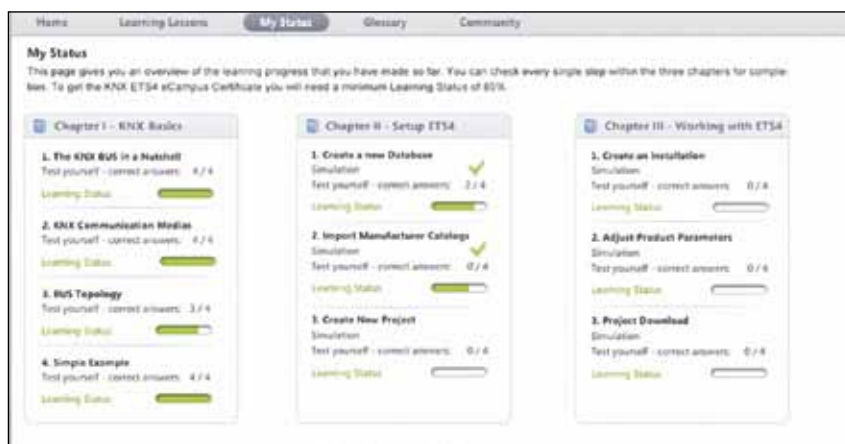 Home Learning Lessons My Status Glossary Community
My Status
This page gives you an overview of the learning progress that you have made so far. You can check every single step within the three chapters for comple-
tion. To get the KNX ETS4 eCampus Certificate you will need a minimum Learning Status of 65%.
Chapter I - KNX Basics
1. The KNX BUS in a Nutshell
Test yourself - correct answers: 4 / 4
Learning Status
2. KNX Communication Medias
Test yourself - correct answers: 4 / 4
Learning Status
3. BUS Topology
Test yourself - correct answers: 3 / 4
Learning Status
4. Simple Example
Test yourself - correct answers: 4 / 4
Learning Status
Chapter II - Setup ETS4
1. Create a new Database
Simulation
Test yourself - correct answers: 2 / 4
Learning Status
2. Import Manufacturer Catalogs
Simulation
Test yourself - correct answers: 0 / 4
Learning Status
3. Create New Project
Simulation
Test yourself - correct answers: 0 / 4
Learning Status
Chapter III - Working with ETS4
1. Create an Installation
Simulation
Test yourself - correct answers: 0 / 4
Learning Status
2. Adjust Product Parameters
Simulation
Test yourself - correct answers: 0 / 4
Learning Status
3. Project Download
Simulation
Test yourself - correct answers: 0 / 4
Learning Status